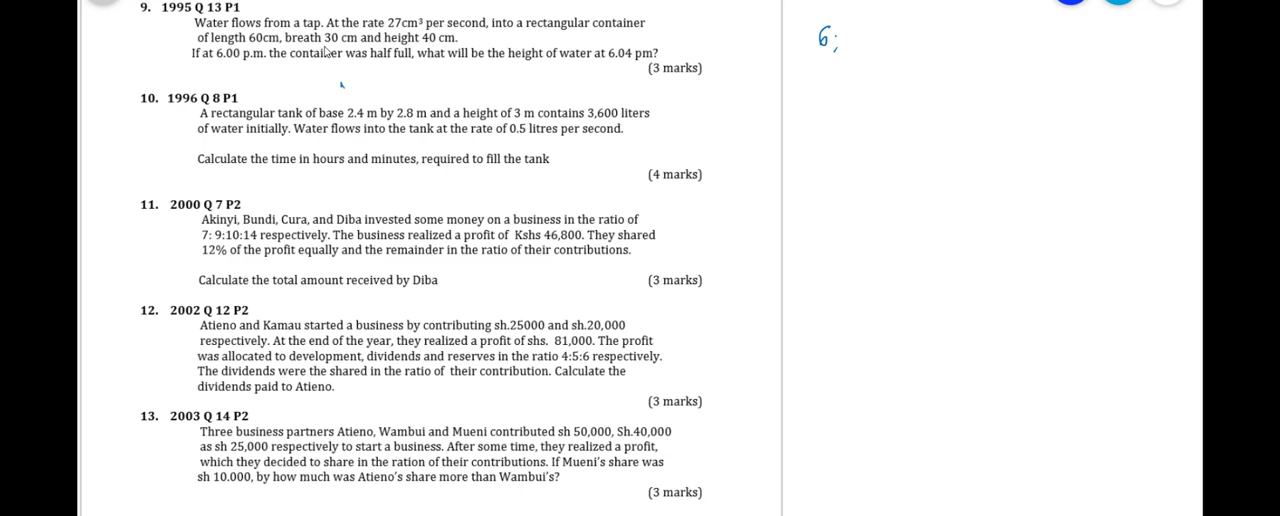 9. 1995 Q 13 P1
Water flows from a tap. At the rate 27cm³ per second, into a rectangular container
of length 60cm, breath 30 cm and height 40 cm.
If at 6.00 p.m. the container was half full, what will be the height of water at 6.04 pm?
(3 marks)
6;
10. 1996 Q 8 P1
A rectangular tank of base 2.4 m by 2.8 m and a height of 3 m contains 3,600 liters
of water initially. Water flows into the tank at the rate of 0.5 litres per second.
Calculate the time in hours and minutes, required to fill the tank
(4 marks)
11. 2000 Q 7 P2
Akinyi, Bundi, Cura, and Diba invested some money on a business in the ratio of
7: 9:10:14 respectively. The business realized a profit of Kshs 46,800. They shared
12% of the profit equally and the remainder in the ratio of their contributions.
Calculate the total amount received by Diba (3 marks)
12. 2002 Q 12 P2
Atieno and Kamau started a business by contributing sh.25000 and sh.20,000
respectively. At the end of the year, they realized a profit of shs. 81,000. The profit
was allocated to development, dividends and reserves in the ratio 4:5:6 respectively.
The dividends were the shared in the ratio of their contribution. Calculate the
dividends paid to Atieno.
(3 marks)
13. 2003 Q 14 P2
Three business partners Atieno, Wambui and Mueni contributed sh 50,000, Sh.40,000
as sh 25,000 respectively to start a business. After some time, they realized a profit,
which they decided to share in the ration of their contributions. If Mueni's share was
sh 10.000, by how much was Atieno's share more than Wambui's?
(3 marks)